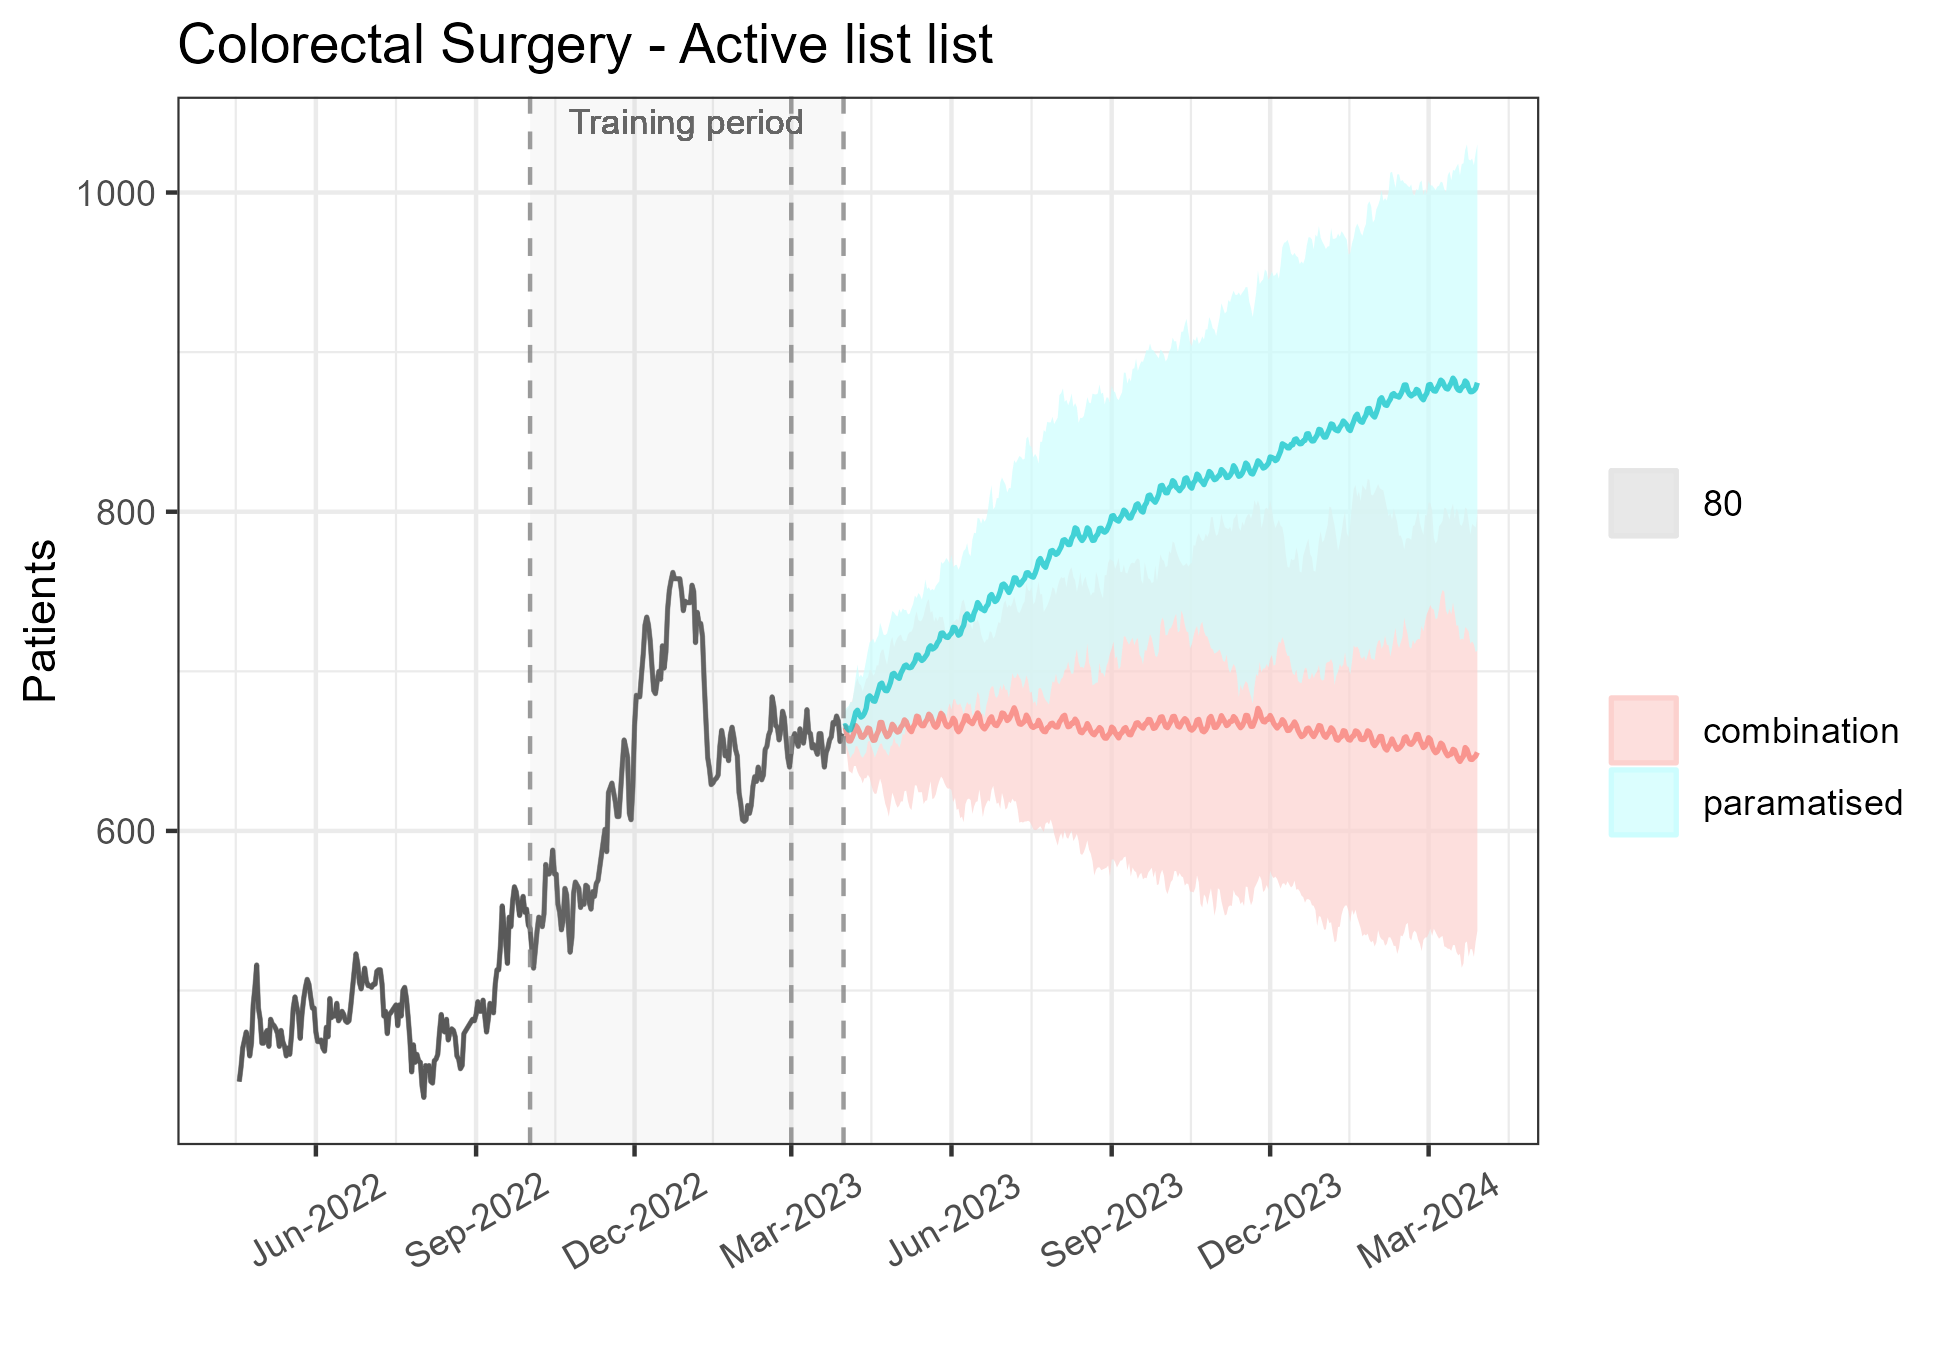 Colorectal Surgery - Active list list
Training period
Patients
1000
800
600
Jun-2022
Sep-2022
Dec-2022
Mar-2023
Jun-2023
Sep-2023
Dec-2023
Mar-2024
80
combination
paramatised